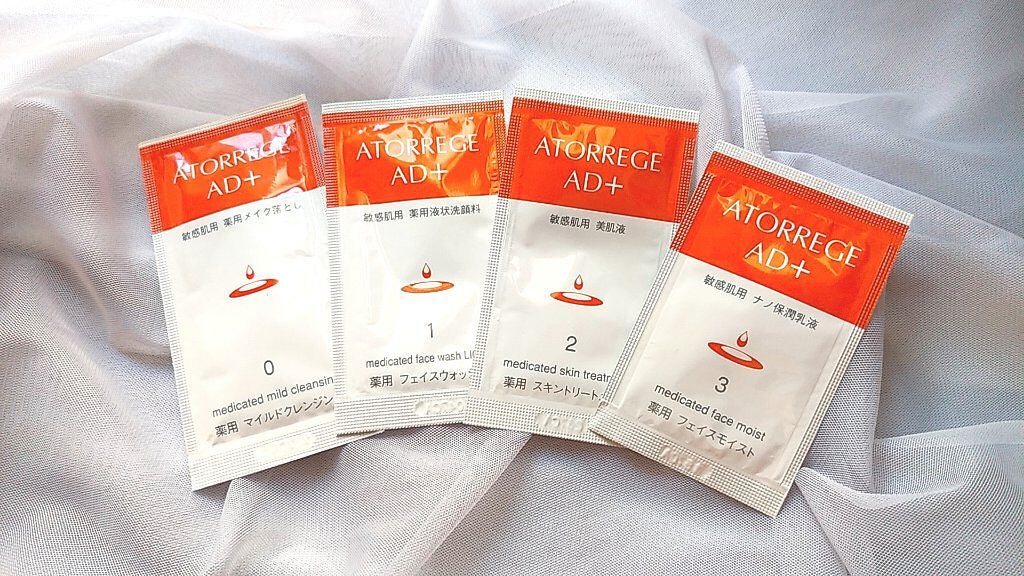 ATORREGE
AD+
敏感肌用 薬用メイク落とし
0
medicated mild cleansin
薬用 マイルドクレンジン
ATORREGE
AD+
敏感肌用 薬用液状洗顔料
1
medicated face wash LI
薬用 フェイスウォッ
ATORREGE
AD+
敏感肌用 美肌液
2
medicated skin treatm
薬用 スキントリート
ATORREGE
AD+
敏感肌用 ナノ保潤乳液
3
medicated face moist
薬用 フェイスモイスト